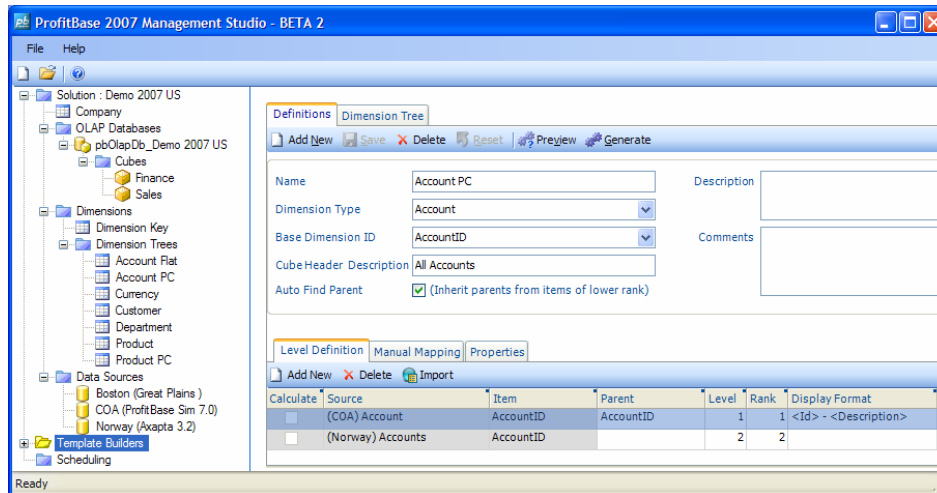 ProfitBase 2007 Management Studio - BETA 2
File Help
Solution : Demo 2007 US
Company
OLAP Databases
pbOlapDb_Demo 2007 US
Cubes
Finance
Sales
Dimensions
Dimension Key
Dimension Trees
Account Flat
Account PC
Currency
Customer
Department
Product
Product PC
Data Sources
Boston (Great Plains )
COA (ProfitBase Sim 7.0)
Norway (Axapta 3.2)
Template Builders
Scheduling
Definitions Dimension Tree
Add New Save Delete Reset Preview Generate
Name Account PC Description
Dimension Type Account
Base Dimension ID AccountID Comments
Cube Header Description All Accounts
Auto Find Parent (Inherit parents from items of lower rank)
Level Definition Manual Mapping Properties
Add New Delete Import
Calculate Source Item Parent Level Rank Display Format
(COA) Account AccountID AccountID 1 1 <Id> - <Description>
(Norway) Accounts AccountID 2 2
Ready